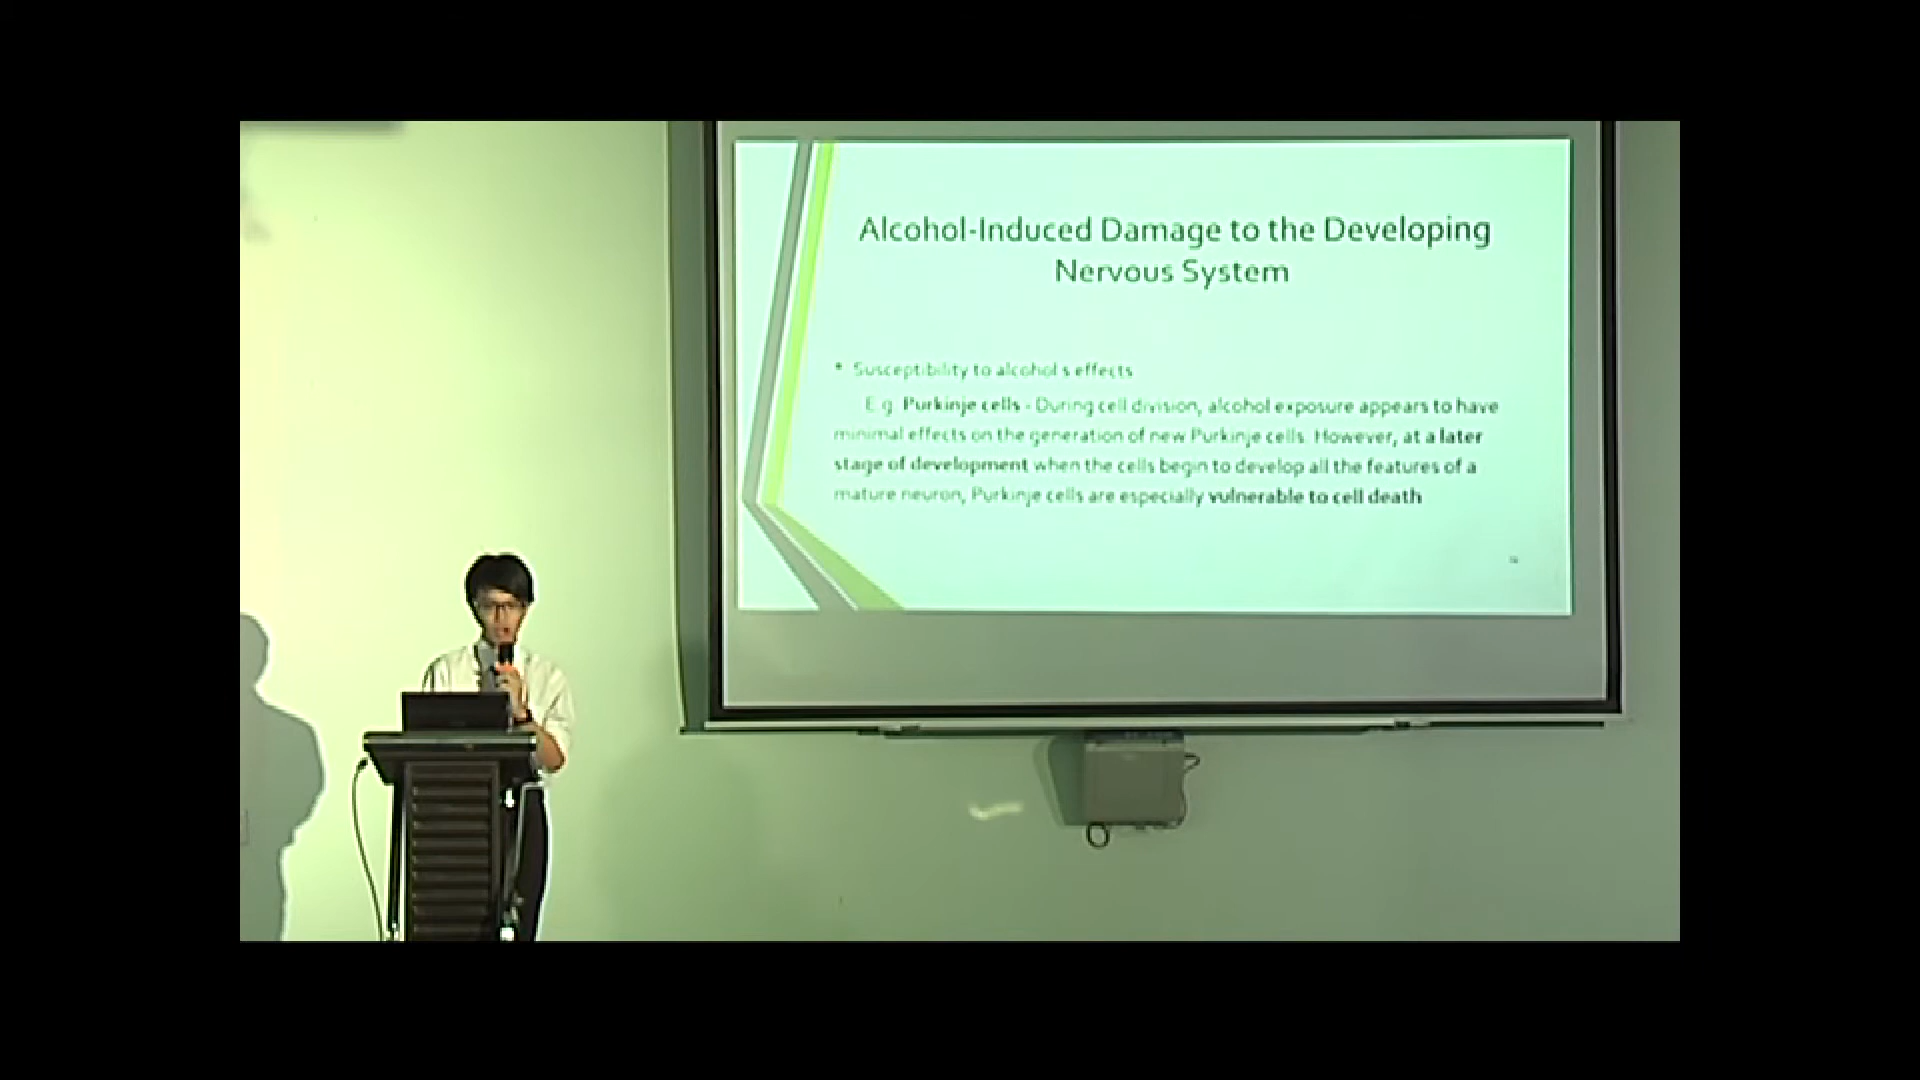 Alcohol-Induced Damage to the Developing
Nervous System
* Susceptibility to alcohol s effects
E g Purkinje cells - During cell division, alcohol exposure appears to have
minimal effects on the generation of new Purkinje cells. However, at a later
stage of development when the cells begin to develop all the features of a
mature neuron, Purkinje cells are especially vulnerable to cell death